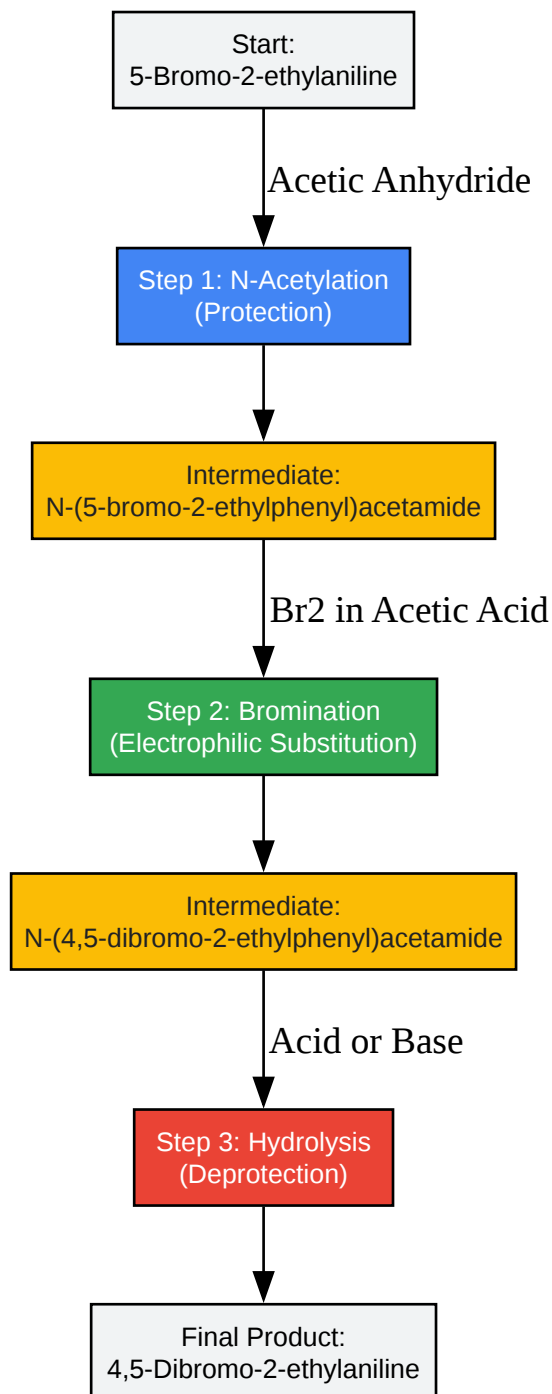 Start:
5-Bromo-2-ethylaniline
Acetic Anhydride
Step 1: N-Acetylation
(Protection)
Intermediate:
N-(5-bromo-2-ethylphenyl)acetamide
Br2 in Acetic Acid
Step 2: Bromination
(Electrophilic Substitution)
Intermediate:
N-(4,5-dibromo-2-ethylphenyl)acetamide
Acid or Base
Step 3: Hydrolysis
(Deprotection)
Final Product:
4,5-Dibromo-2-ethylaniline